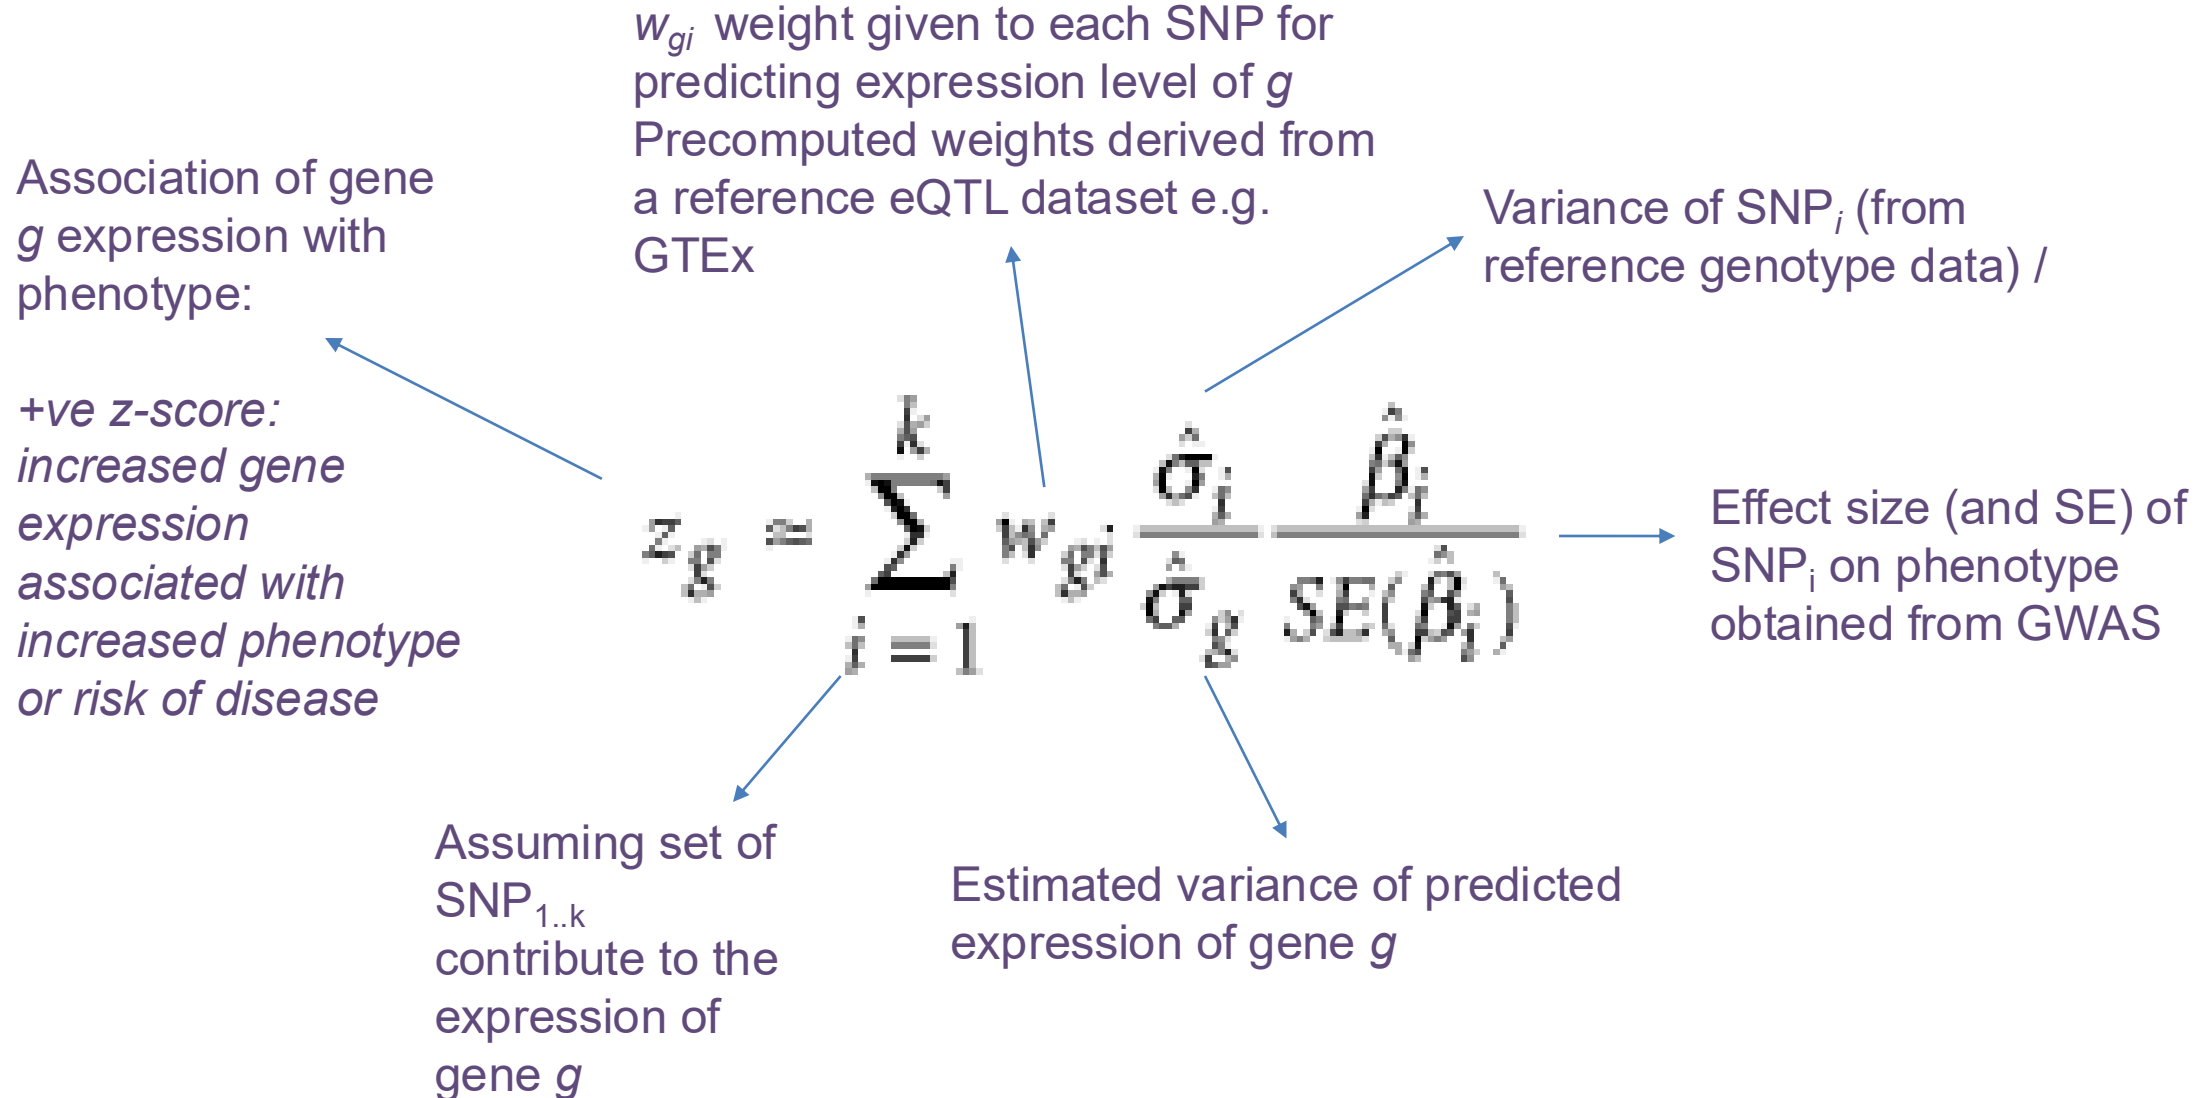 w_gi weight given to each SNP for
predicting expression level of g
Precomputed weights derived from
a reference eQTL dataset e.g.
GTEx
Association of gene
g expression with
phenotype:
+ve z-score:
increased gene
expression
associated with
increased phenotype
or risk of disease
Variance of SNP_i (from
reference genotype data) /
z_g ≃ ∑_{i=1}^{k} w_gi (σ̂_i / σ̂_g) (β̂_i / SE(β̂_i))
Effect size (and SE) of
SNP_i on phenotype
obtained from GWAS
Assuming set of
SNP_1..k
contribute to the
expression of
gene g
Estimated variance of predicted
expression of gene g